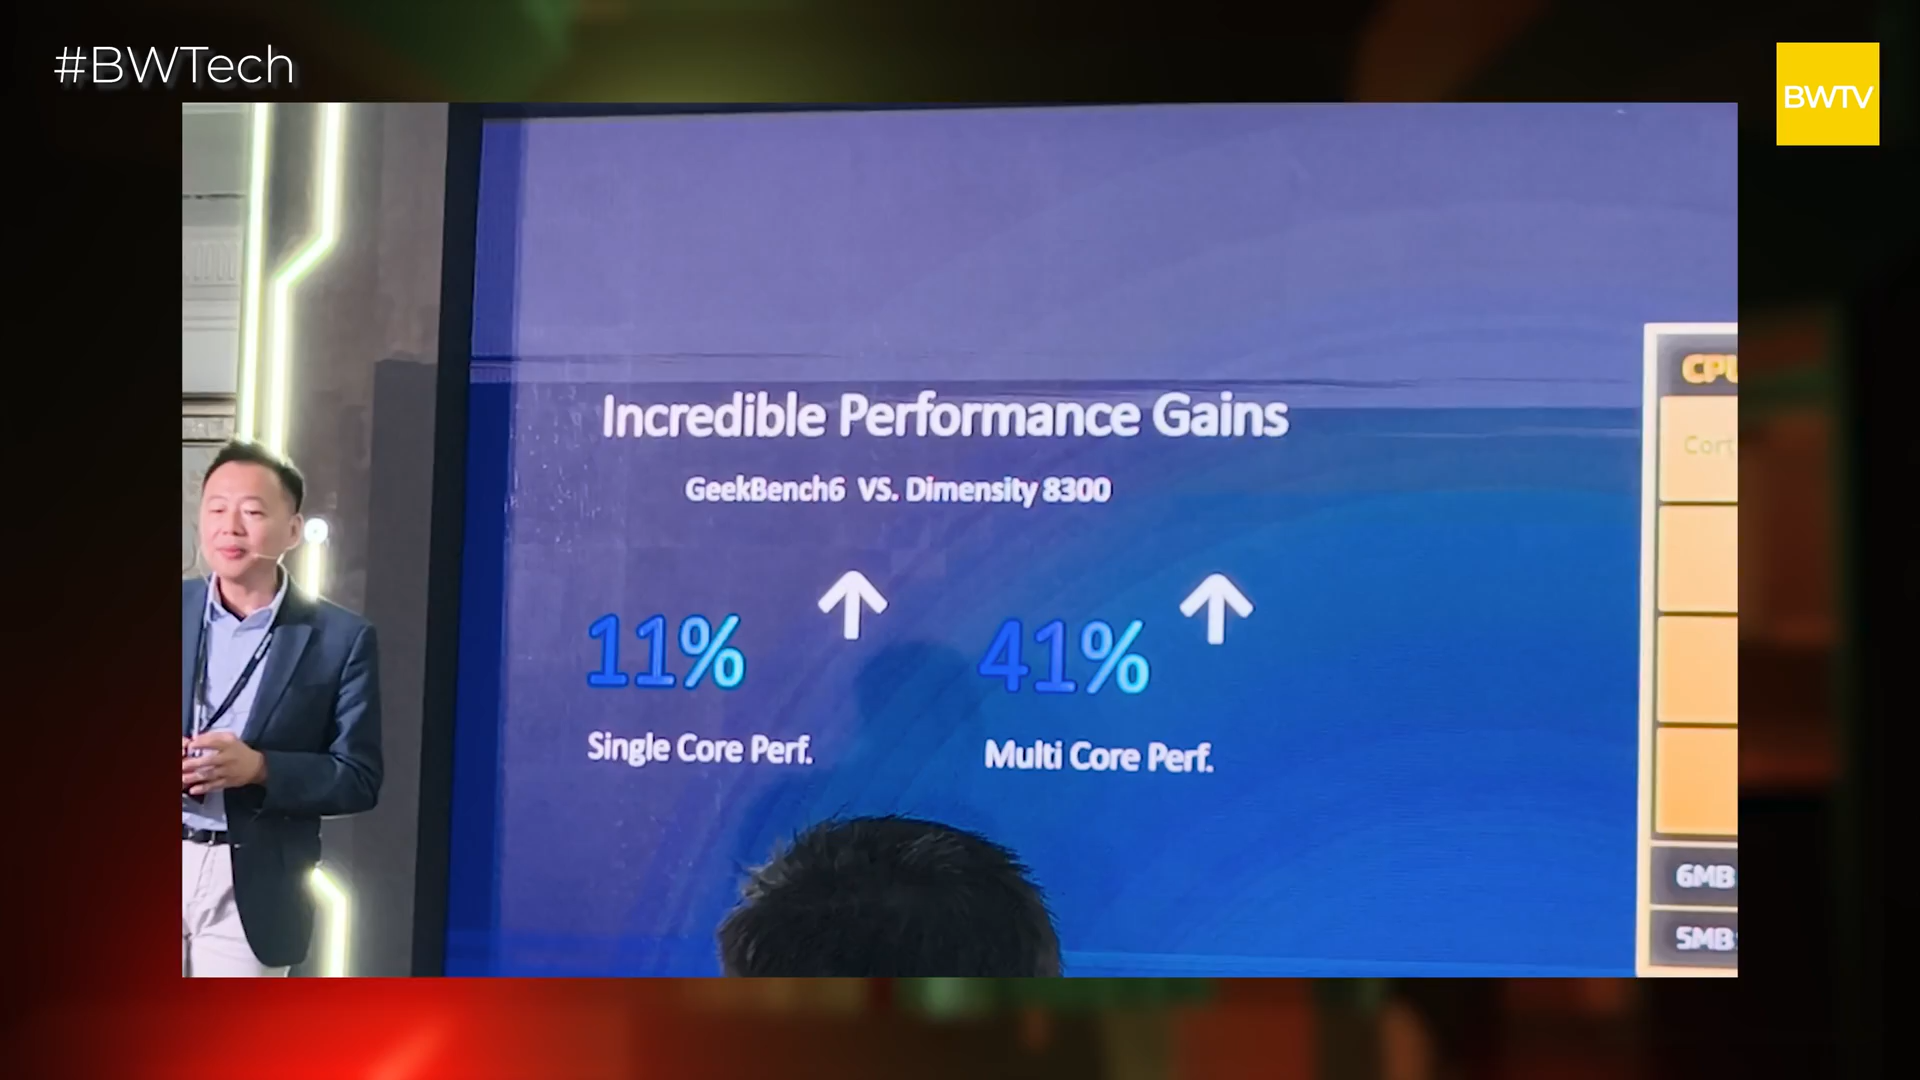 #BWTech
BWTV
Incredible Performance Gains
GeekBench6 VS. Dimensity 8300
11%
41%
Single Core Perf.
Multi Core Perf.
6MB
5MB